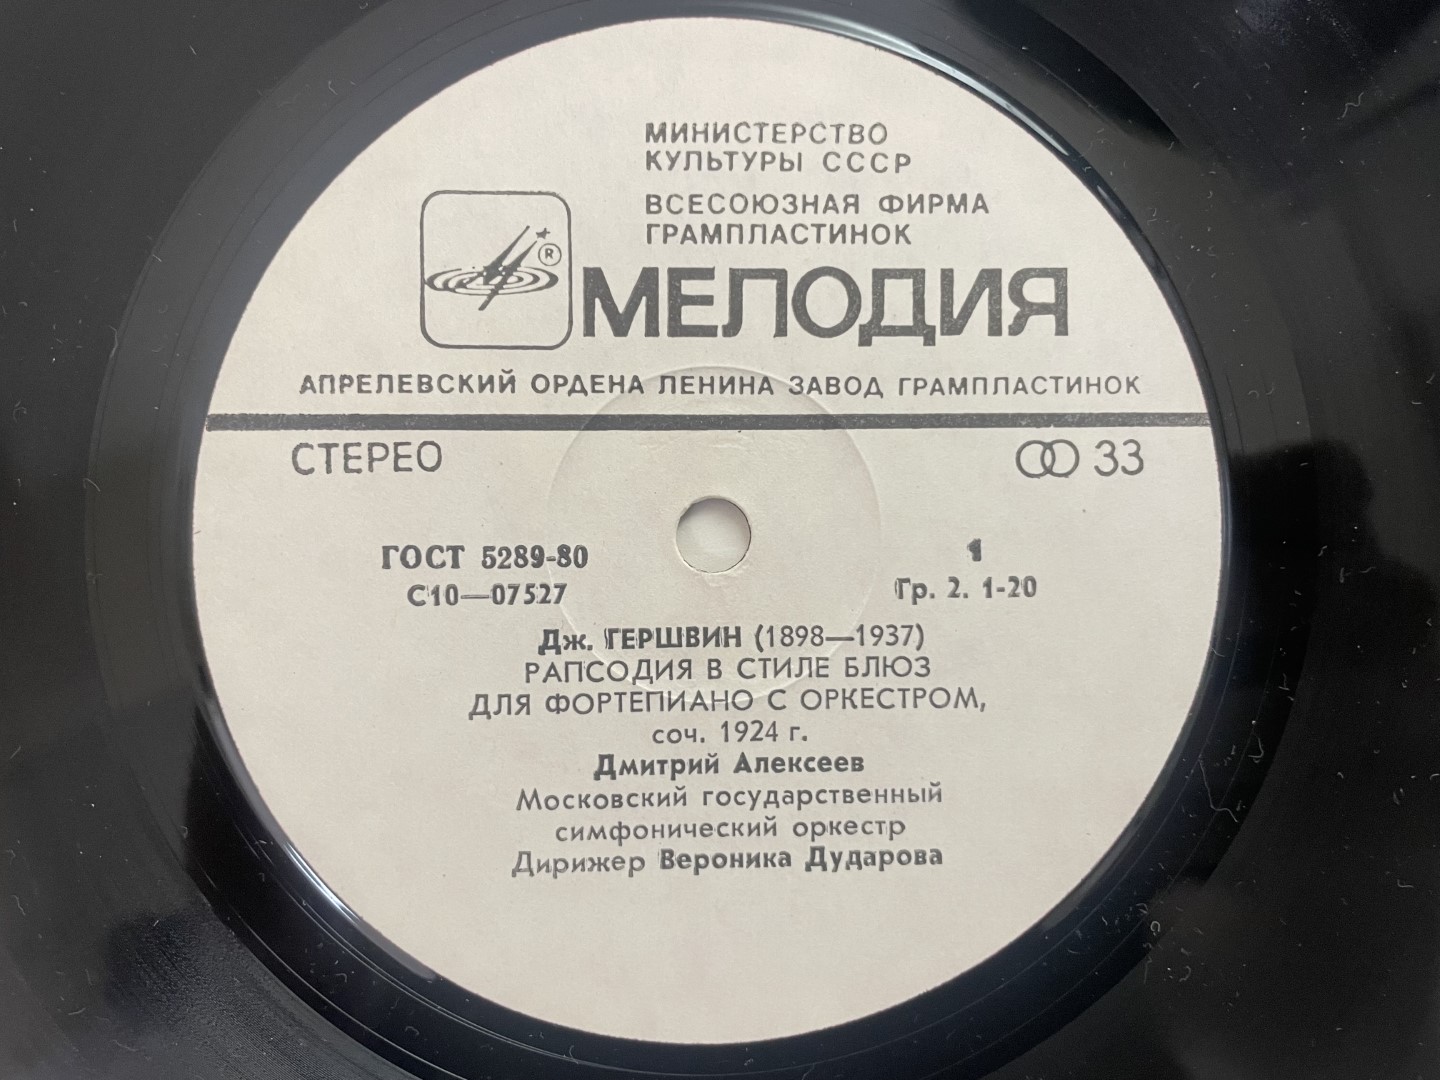 МИНИСТЕРСТВО
КУЛЬТУРЫ СССР
ВСЕСОЮЗНАЯ ФИРМА
ГРАМПЛАСТИНОК
®
МЕЛОДИЯ
АПРЕЛЕВСКИЙ ОРДЕНА ЛЕНИНА ЗАВОД ГРАМПЛАСТИНОК
СТЕРЕО 33
ГОСТ 5289-80 1
С10—07527 Гр. 2. 1-20
Дж. ГЕРШВИН (1898—1937)
РАПСОДИЯ В СТИЛЕ БЛЮЗ
ДЛЯ ФОРТЕПИАНО С ОРКЕСТРОМ,
соч. 1924 г.
Дмитрий Алексеев
Московский государственный
симфонический оркестр
Дирижер Вероника Дударова